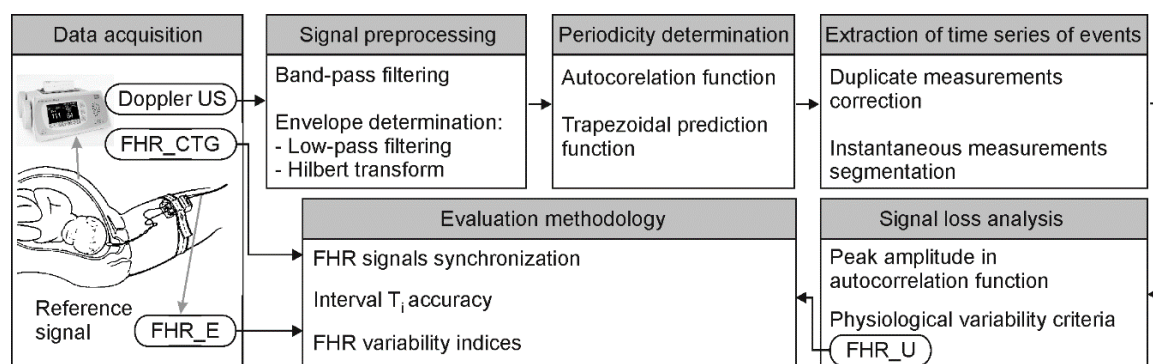 Data acquisition
Doppler US
FHR_CTG
Reference
signal
FHR_E
Signal preprocessing
Band-pass filtering
Envelope determination:
- Low-pass filtering
- Hilbert transform
Periodicity determination
Autocorelation function
Trapezoidal prediction
function
Extraction of time series of events
Duplicate measurements
correction
Instantaneous measurements
segmentation
Evaluation methodology
FHR signals synchronization
Interval Ti accuracy
FHR variability indices
Signal loss analysis
Peak amplitude in
autocorrelation function
Physiological variability criteria
FHR_U